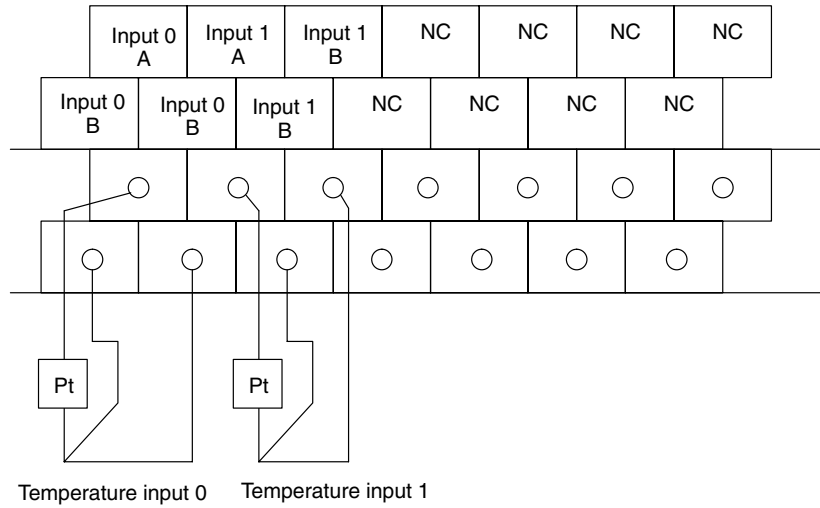 Input 0 A
Input 1 A
Input 1 B
NC
NC
NC
NC
Input 0 B
Input 0 B
Input 1 B
NC
NC
NC
NC
Pt
Pt
Temperature input 0
Temperature input 1